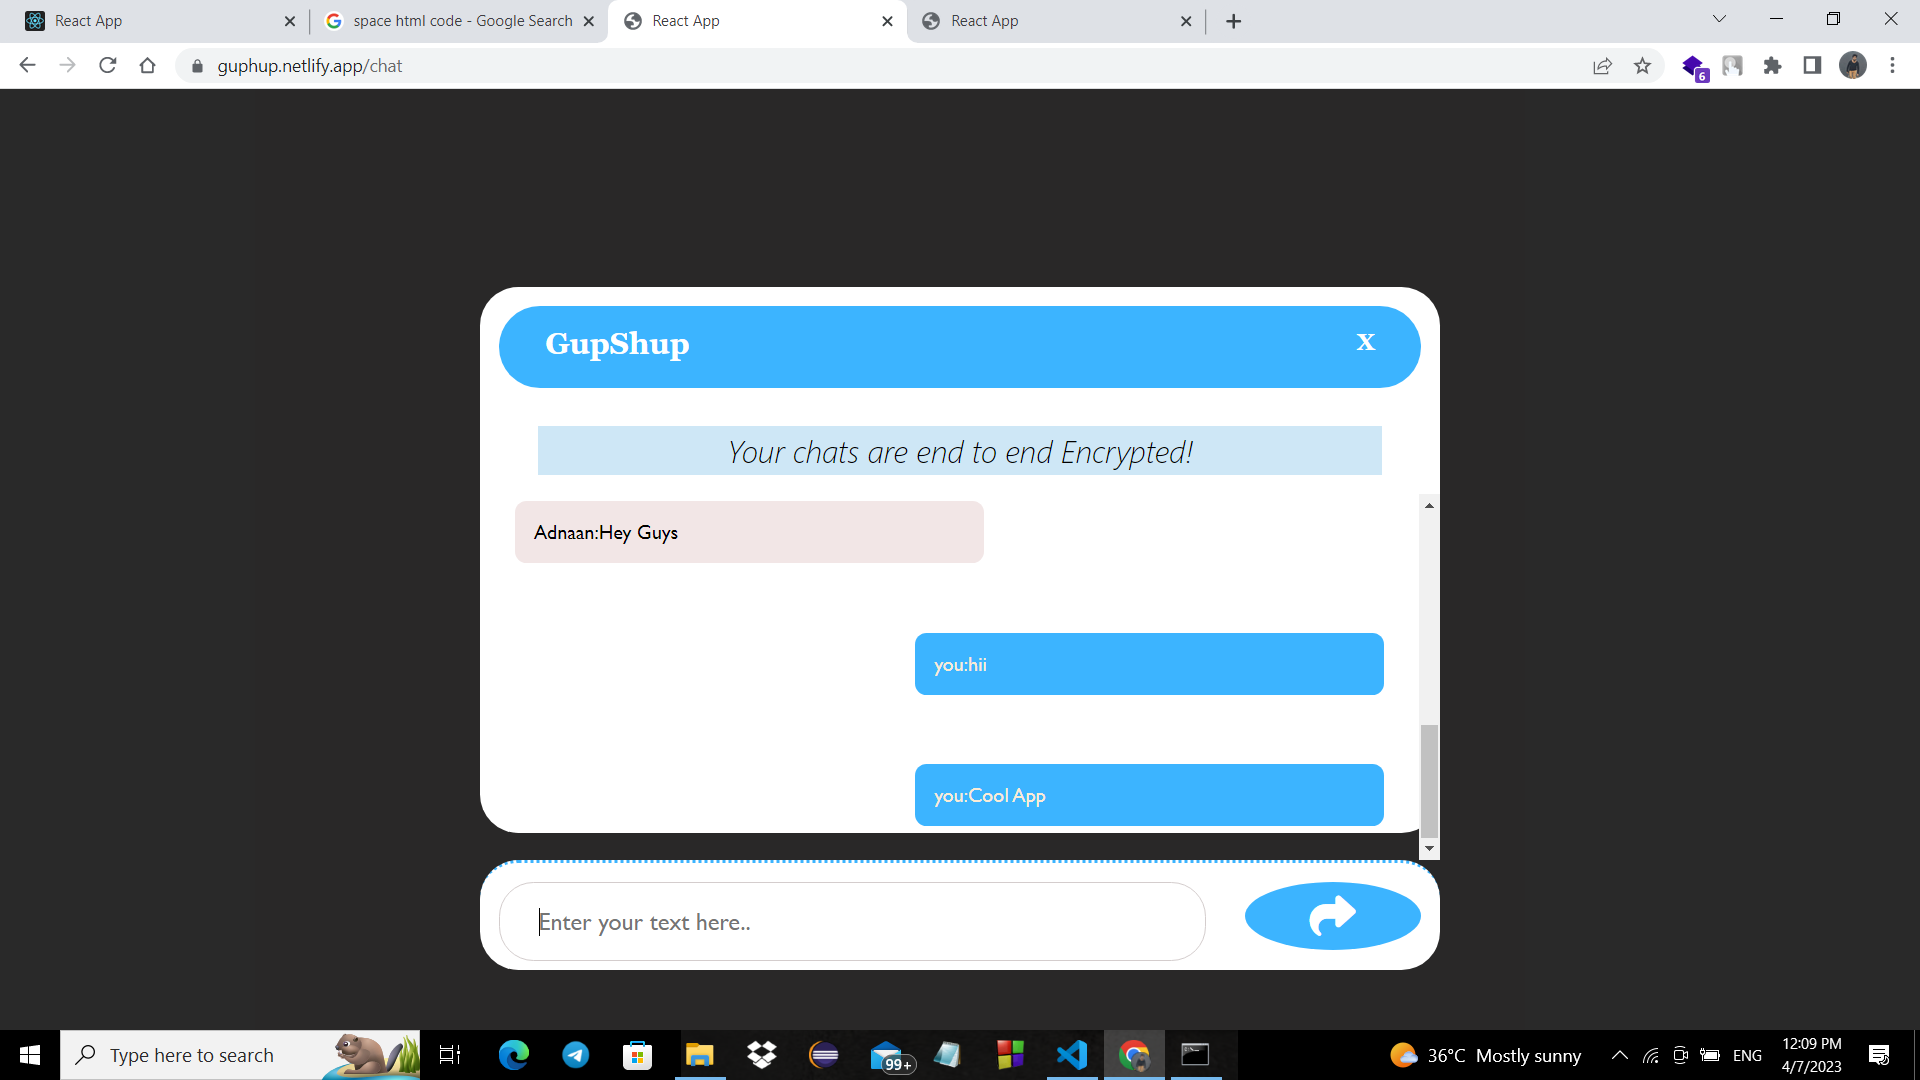 React App
space html code - Google Search
React App
React App
guphup.netlify.app/chat
6
GupShup
X
Your chats are end to end Encrypted!
Adnaan:Hey Guys
you:hii
you:Cool App
Enter your text here..
Type here to search
99+
36°C Mostly sunny
ENG
12:09 PM
4/7/2023